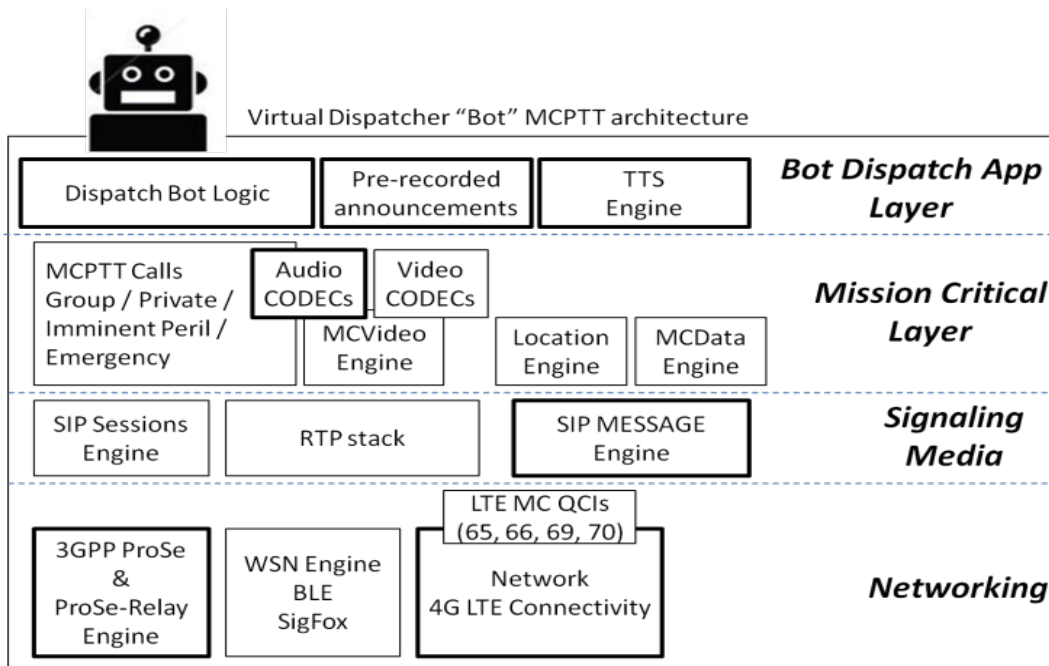 Virtual Dispatcher “Bot” MCPTT architecture
Dispatch Bot Logic
Pre-recorded
announcements
TTS
Engine
Bot Dispatch App
Layer
MCPTT Calls
Group / Private /
Imminent Peril /
Emergency
Audio
CODECs
Video
CODECs
MCVideo
Engine
Location
Engine
MCData
Engine
Mission Critical
Layer
SIP Sessions
Engine
RTP stack
SIP MESSAGE
Engine
Signaling
Media
3GPP ProSe
&
ProSe-Relay
Engine
WSN Engine
BLE
SigFox
LTE MC QCIs
(65, 66, 69, 70)
Network
4G LTE Connectivity
Networking